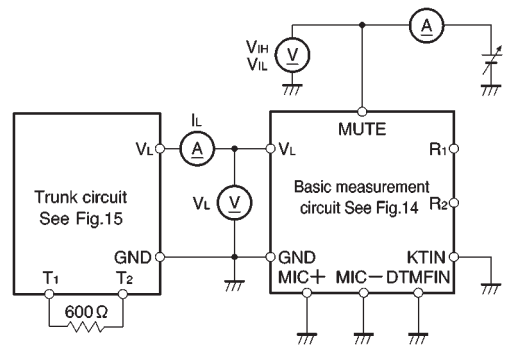 A
VIH
VIL
V
MUTE
IL
VL
A
VL
R1
Trunk circuit
See Fig.15
VL
V
Basic measurement
circuit See Fig.14
R2
GND
GND
KTIN
T1
T2
MIC+
MIC−
DTMFIN
600Ω